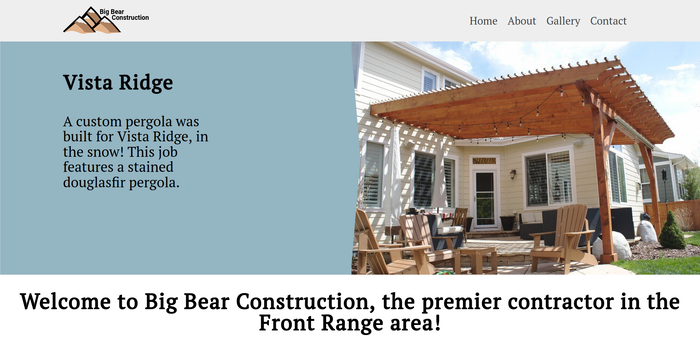 Big Bear
Construction
Home About Gallery Contact
Vista Ridge
A custom pergola was
built for Vista Ridge, in
the snow! This job
features a stained
douglasfir pergola.
Welcome to Big Bear Construction, the premier contractor in the
Front Range area!